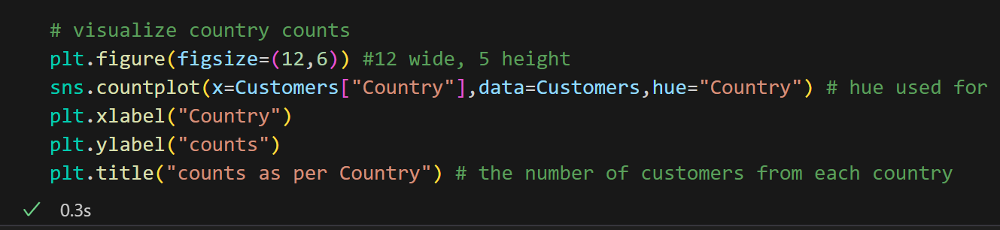 # visualize country counts
plt.figure(figsize=(12,6)) #12 wide, 5 height
sns.countplot(x=Customers["Country"],data=Customers,hue="Country") # hue used for
plt.xlabel("Country")
plt.ylabel("counts")
plt.title("counts as per Country") # the number of customers from each country
0.3s